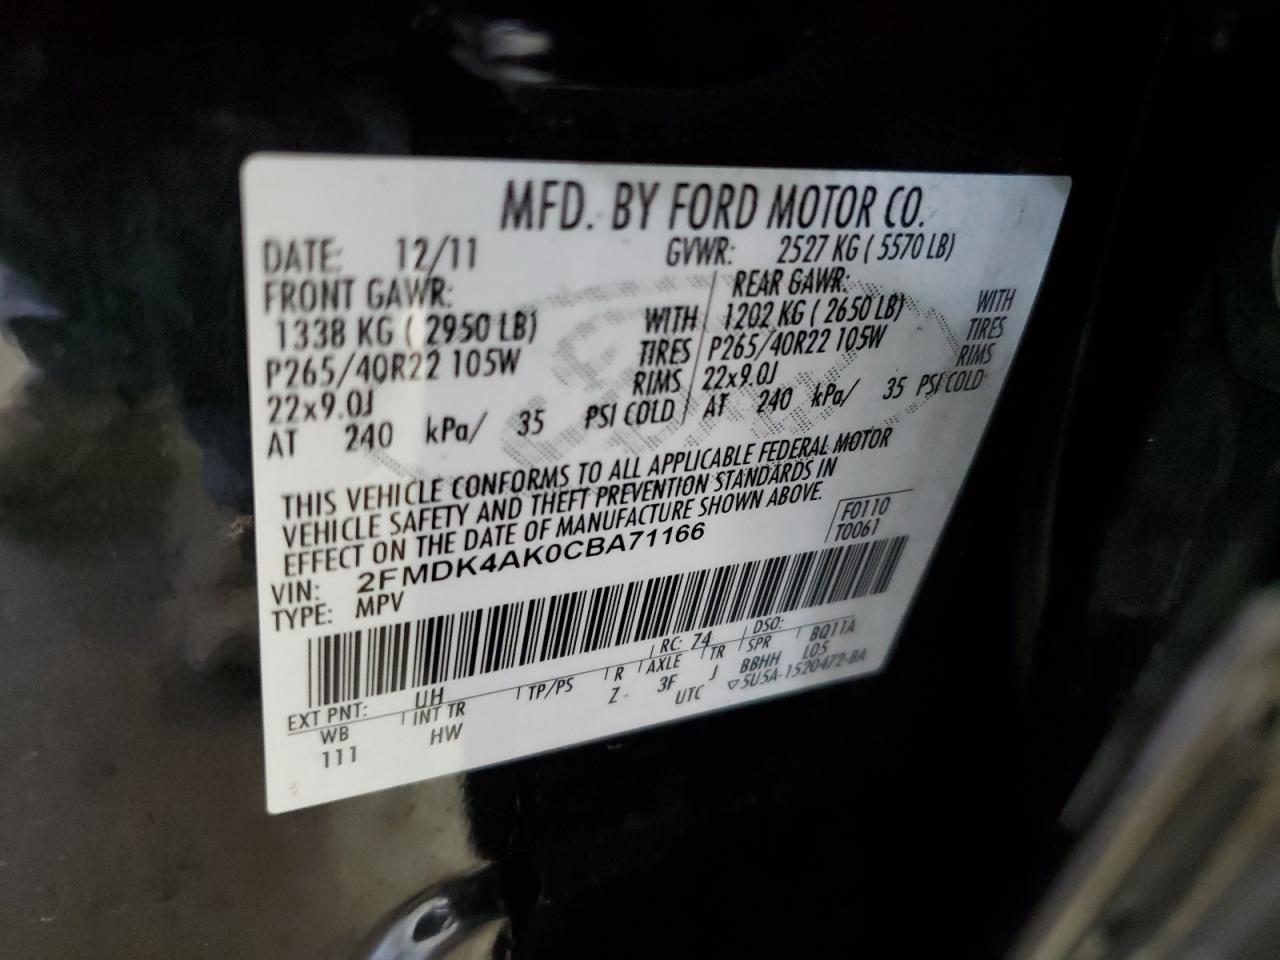 MFD. BY FORD MOTOR CO.
DATE: 12/11 GVWR: 2527 KG ( 5570 LB)
FRONT GAWR: REAR GAWR:
1338 KG ( 2950 LB) WITH 1202 KG ( 2650 LB) WITH
P265/40R22 105W TIRES P265/40R22 105W TIRES
22x9.0J RIMS 22x9.0J RIMS
AT 240 kPa/ 35 PSI COLD AT 240 kPa/ 35 PSI COLD
THIS VEHICLE CONFORMS TO ALL APPLICABLE FEDERAL MOTOR
VEHICLE SAFETY AND THEFT PREVENTION STANDARDS IN
EFFECT ON THE DATE OF MANUFACTURE SHOWN ABOVE.
VIN: 2FMDK4AK0CBA71166 F0110
TYPE: MPV T0061
EXT PNT: UH RC: 74 DSO:
WB INT TR TP/PS R AXLE TR SPR BQ11A
111 HW Z 3F J BBHH L05
UTC ▽5U5A-1520472-BA